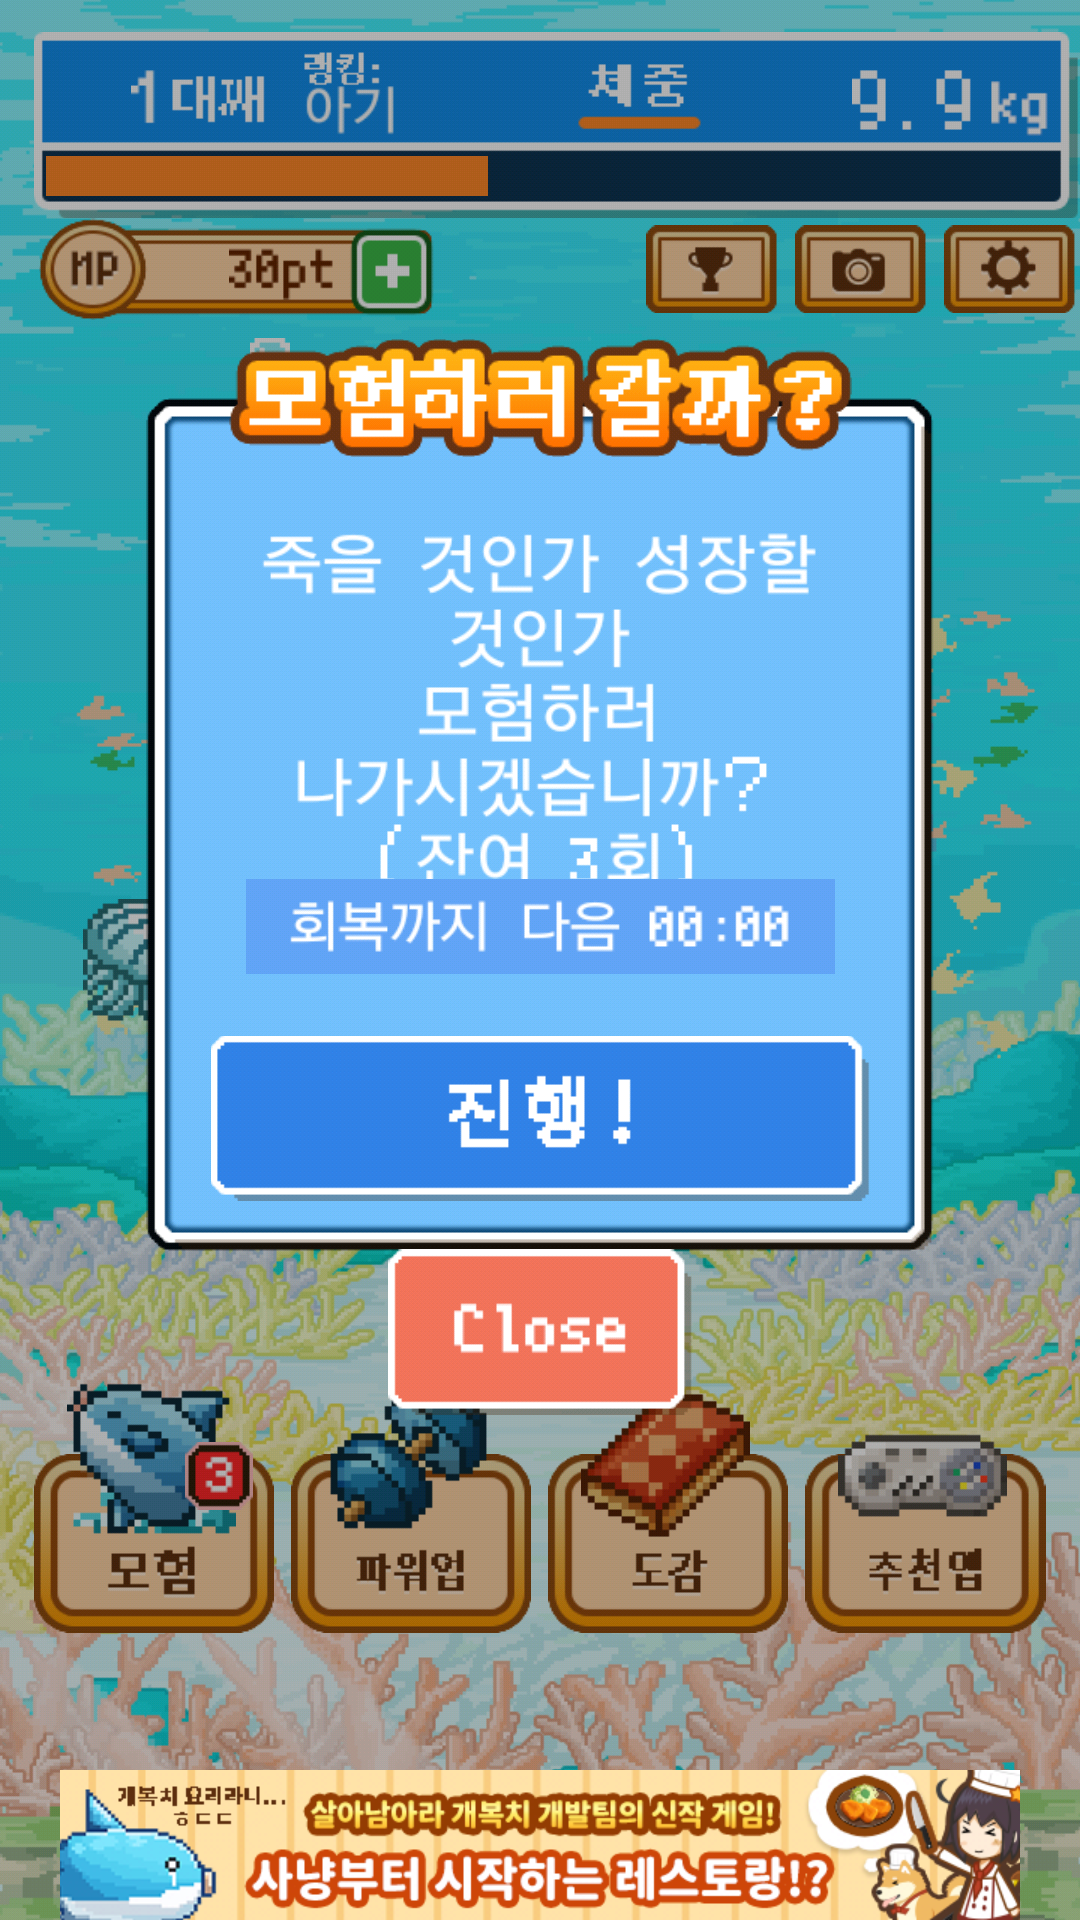 1대째
랭킹:
아기
체중
9.9kg
MP
30pt
모험하러 갈까?
죽을 것인가 성장할
것인가
모험하러
나가시겠습니까?
(잔여 3회)
회복까지 다음 00:00
진행!
Close
3
모험
파워업
도감
추천앱
개복치 요리라니...
ㅎㄷㄷ
살아남아라 개복치 개발팀의 신작 게임!
사냥부터 시작하는 레스토랑!?